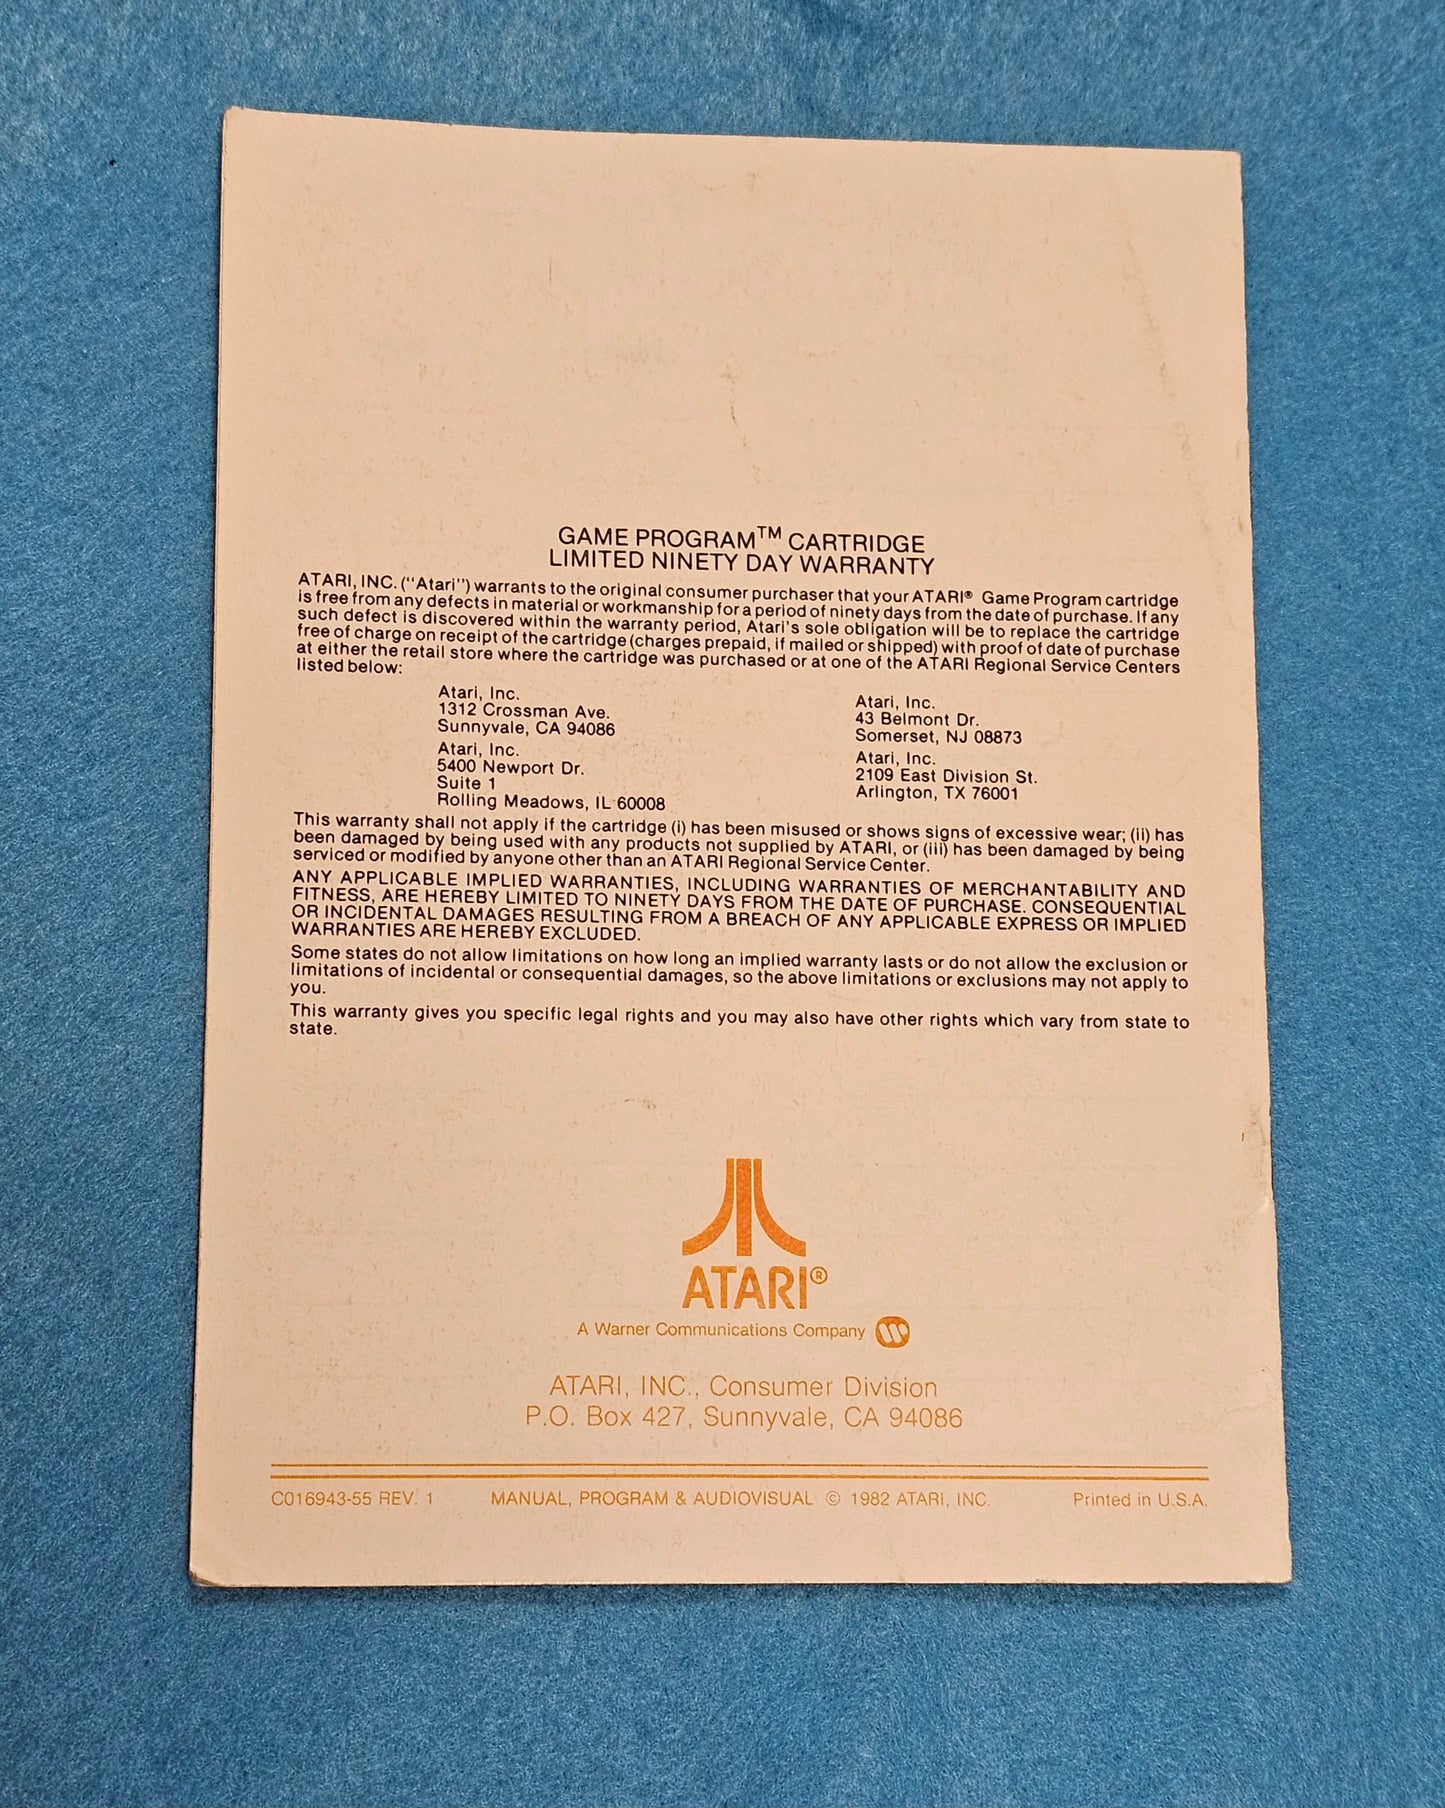 GAME PROGRAM™ CARTRIDGE
LIMITED NINETY DAY WARRANTY
ATARI, INC. (''Atari'') warrants to the original consumer purchaser that your ATARI® Game Program cartridge
is free from any defects in material or workmanship for a period of ninety days from the date of purchase. If any
such defect is discovered within the warranty period, Atari's sole obligation will be to replace the cartridge
free of charge on receipt of the cartridge (charges prepaid, if mailed or shipped) with proof of date of purchase
at either the retail store where the cartridge was purchased or at one of the ATARI Regional Service Centers
listed below:
Atari, Inc.
1312 Crossman Ave.
Sunnyvale, CA 94086
Atari, Inc.
5400 Newport Dr.
Suite 1
Rolling Meadows, IL 60008
Atari, Inc.
43 Belmont Dr.
Somerset, NJ 08873
Atari, Inc.
2109 East Division St.
Arlington, TX 76001
This warranty shall not apply if the cartridge (i) has been misused or shows signs of excessive wear; (ii) has
been damaged by being used with any products not supplied by ATARI, or (iii) has been damaged by being
serviced or modified by anyone other than an ATARI Regional Service Center.
ANY APPLICABLE IMPLIED WARRANTIES, INCLUDING WARRANTIES OF MERCHANTABILITY AND
FITNESS, ARE HEREBY LIMITED TO NINETY DAYS FROM THE DATE OF PURCHASE. CONSEQUENTIAL
OR INCIDENTAL DAMAGES RESULTING FROM A BREACH OF ANY APPLICABLE EXPRESS OR IMPLIED
WARRANTIES ARE HEREBY EXCLUDED.
Some states do not allow limitations on how long an implied warranty lasts or do not allow the exclusion or
limitations of incidental or consequential damages, so the above limitations or exclusions may not apply to
you.
This warranty gives you specific legal rights and you may also have other rights which vary from state to
state.
ATARI®
A Warner Communications Company
ATARI, INC., Consumer Division
P.O. Box 427, Sunnyvale, CA 94086
C016943-55 REV. 1 MANUAL, PROGRAM & AUDIOVISUAL © 1982 ATARI, INC. Printed in U.S.A.